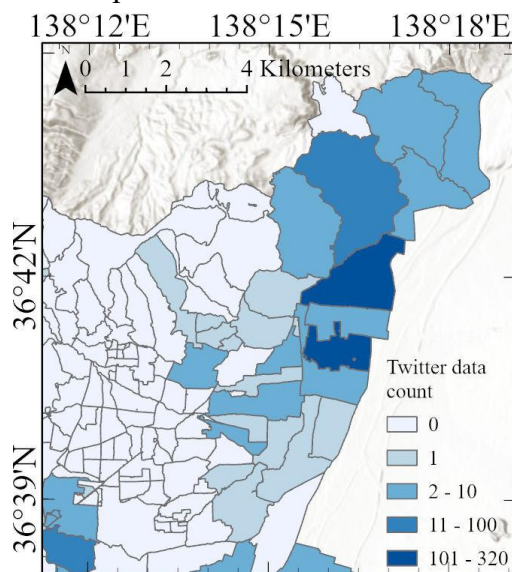 138°12'E 138°15'E 138°18'E
N
0 1 2 4 Kilometers
36°42'N
36°39'N
Twitter data
count
0
1
2 - 10
11 - 100
101 - 320